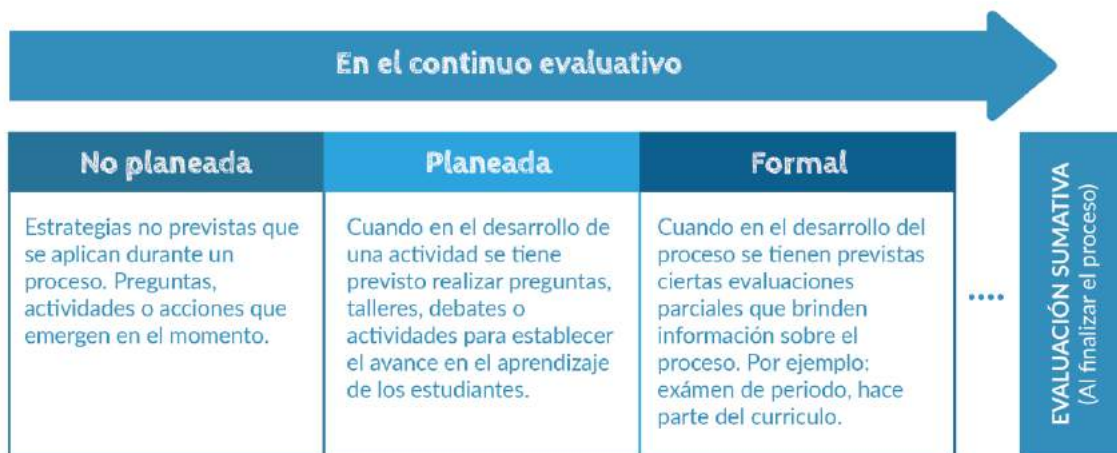 En el continuo evaluativo
No planeada
Estrategias no previstas que
se aplican durante un
proceso. Preguntas,
actividades o acciones que
emergen en el momento.
Planeada
Cuando en el desarrollo de
una actividad se tiene
previsto realizar preguntas,
talleres, debates o
actividades para establecer
el avance en el aprendizaje
de los estudiantes.
Formal
Cuando en el desarrollo del
proceso se tienen previstas
ciertas evaluaciones
parciales que brinden
información sobre el
proceso. Por ejemplo:
exámen de periodo, hace
parte del curriculo.
....
EVALUACIÓN SUMATIVA
(Al finalizar el proceso)